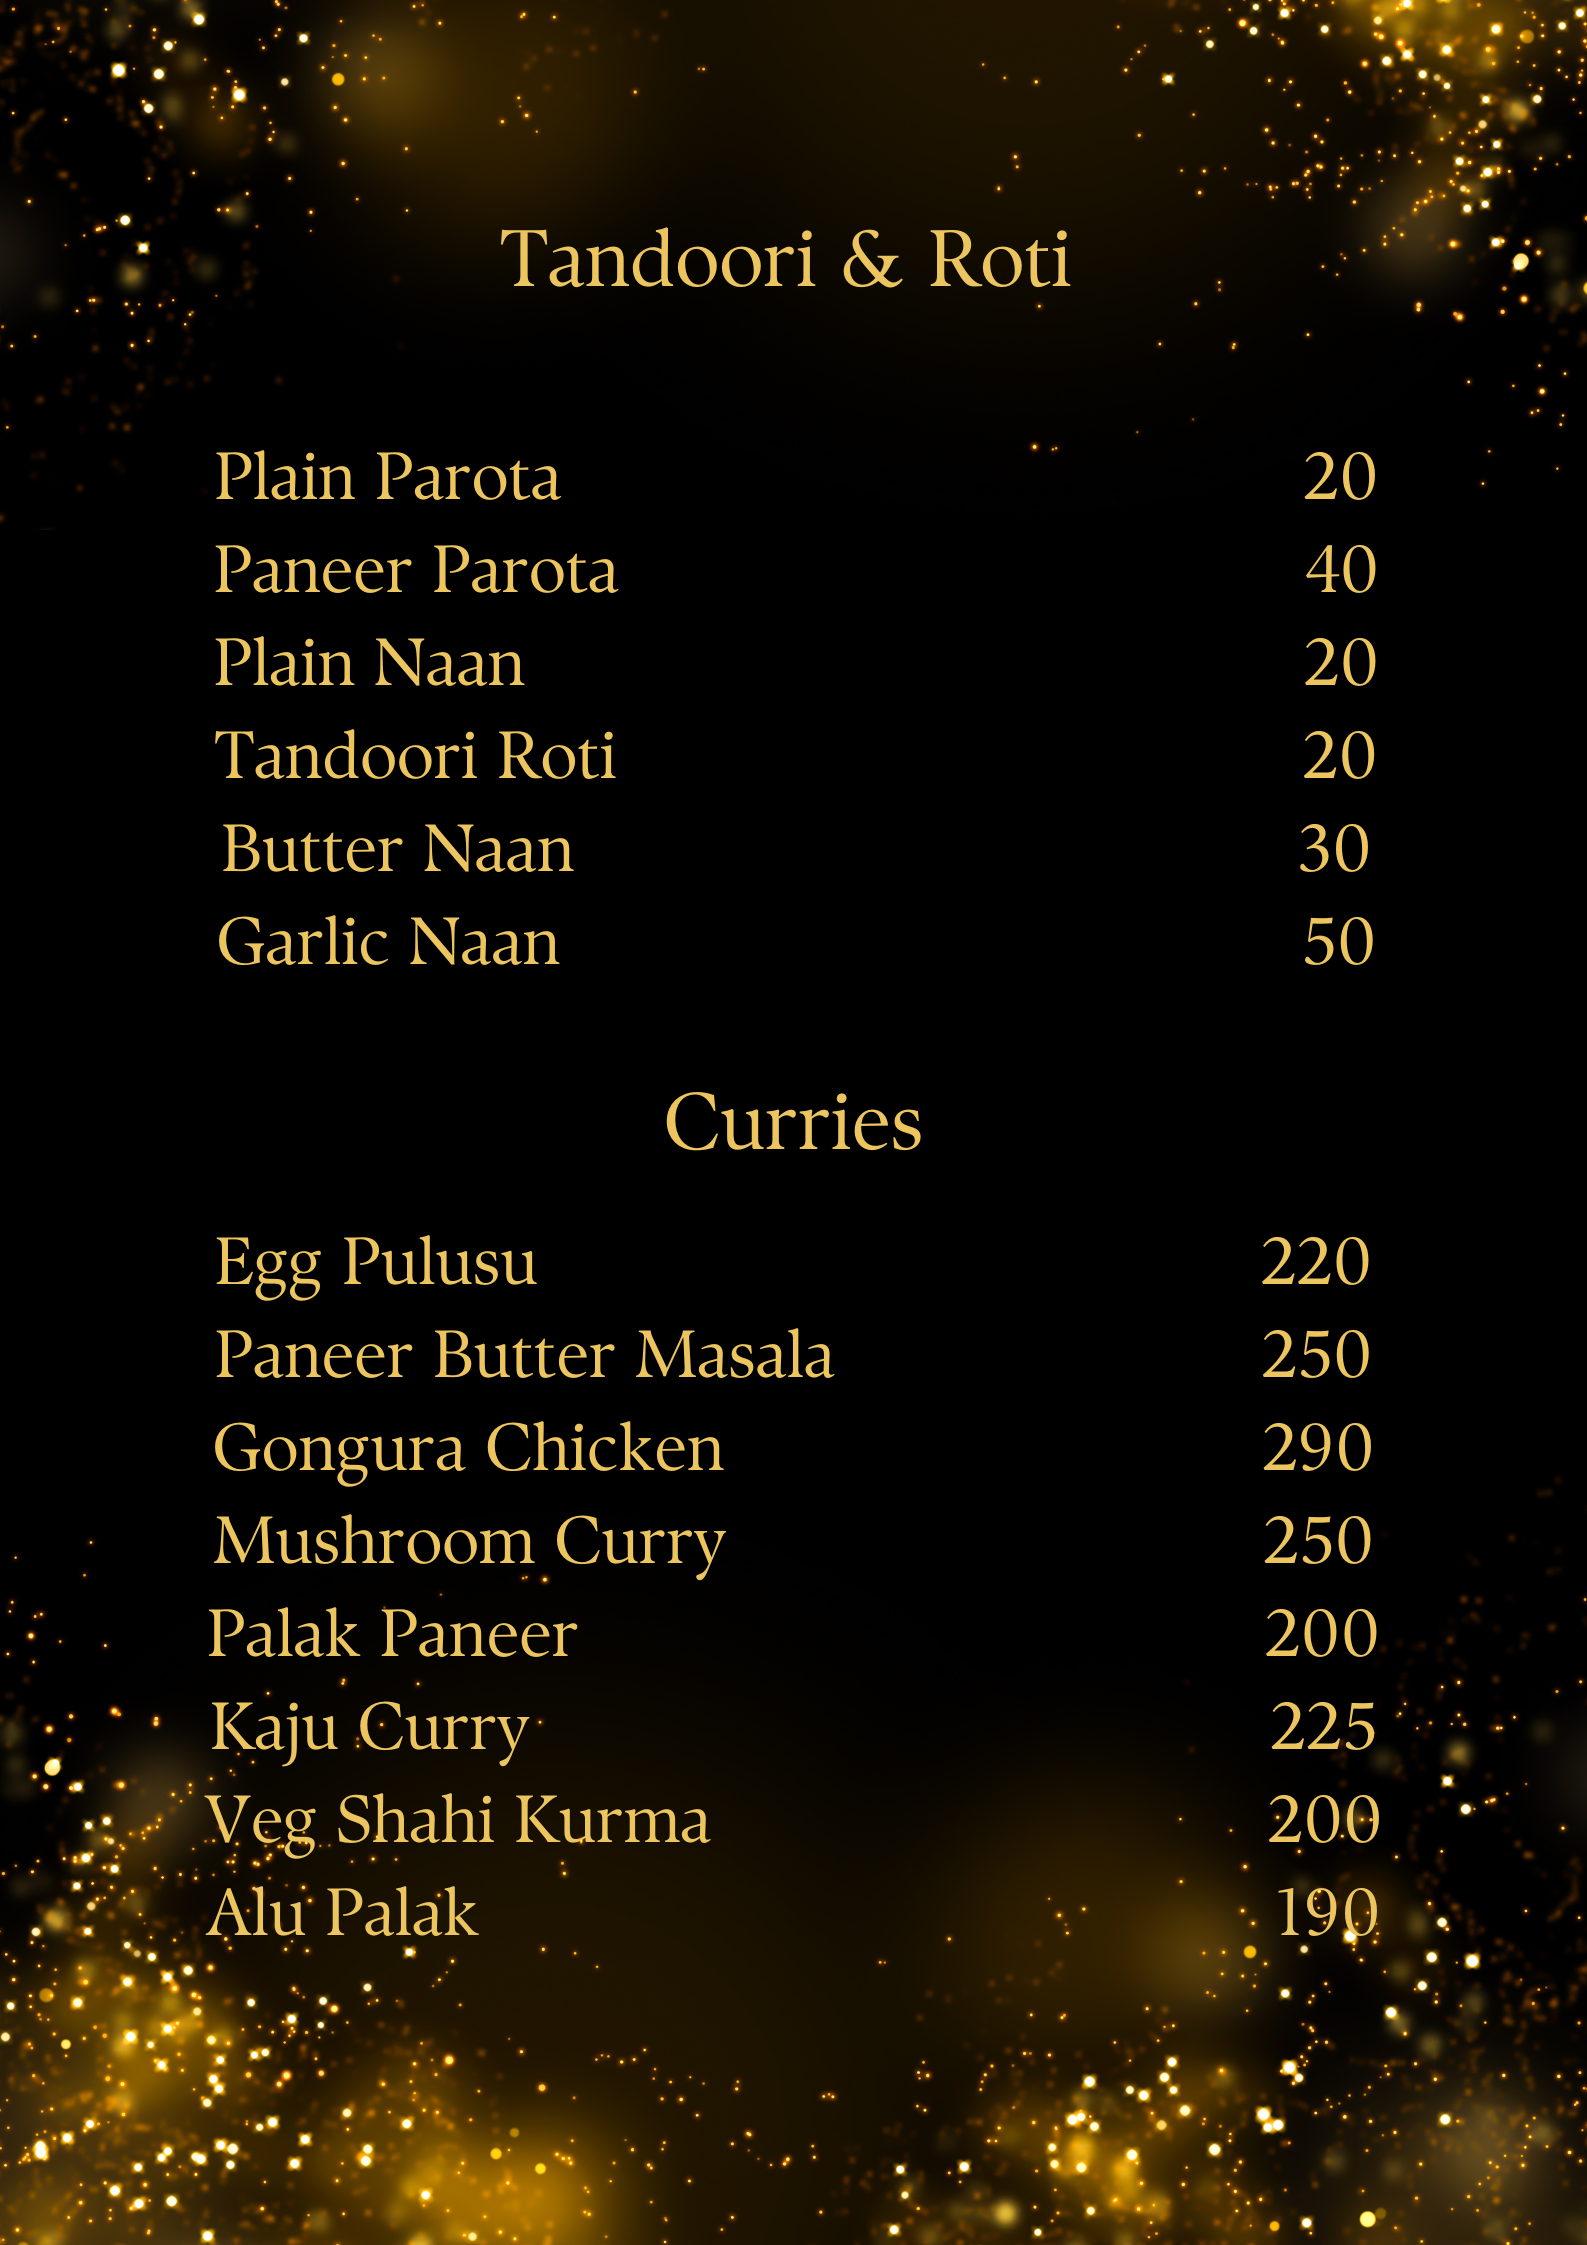 Tandoori & Roti
Plain Parota 20
Paneer Parota 40
Plain Naan 20
Tandoori Roti 20
Butter Naan 30
Garlic Naan 50
Curries
Egg Pulusu 220
Paneer Butter Masala 250
Gongura Chicken 290
Mushroom Curry 250
Palak Paneer 200
Kaju Curry 225
Veg Shahi Kurma 200
Alu Palak 190